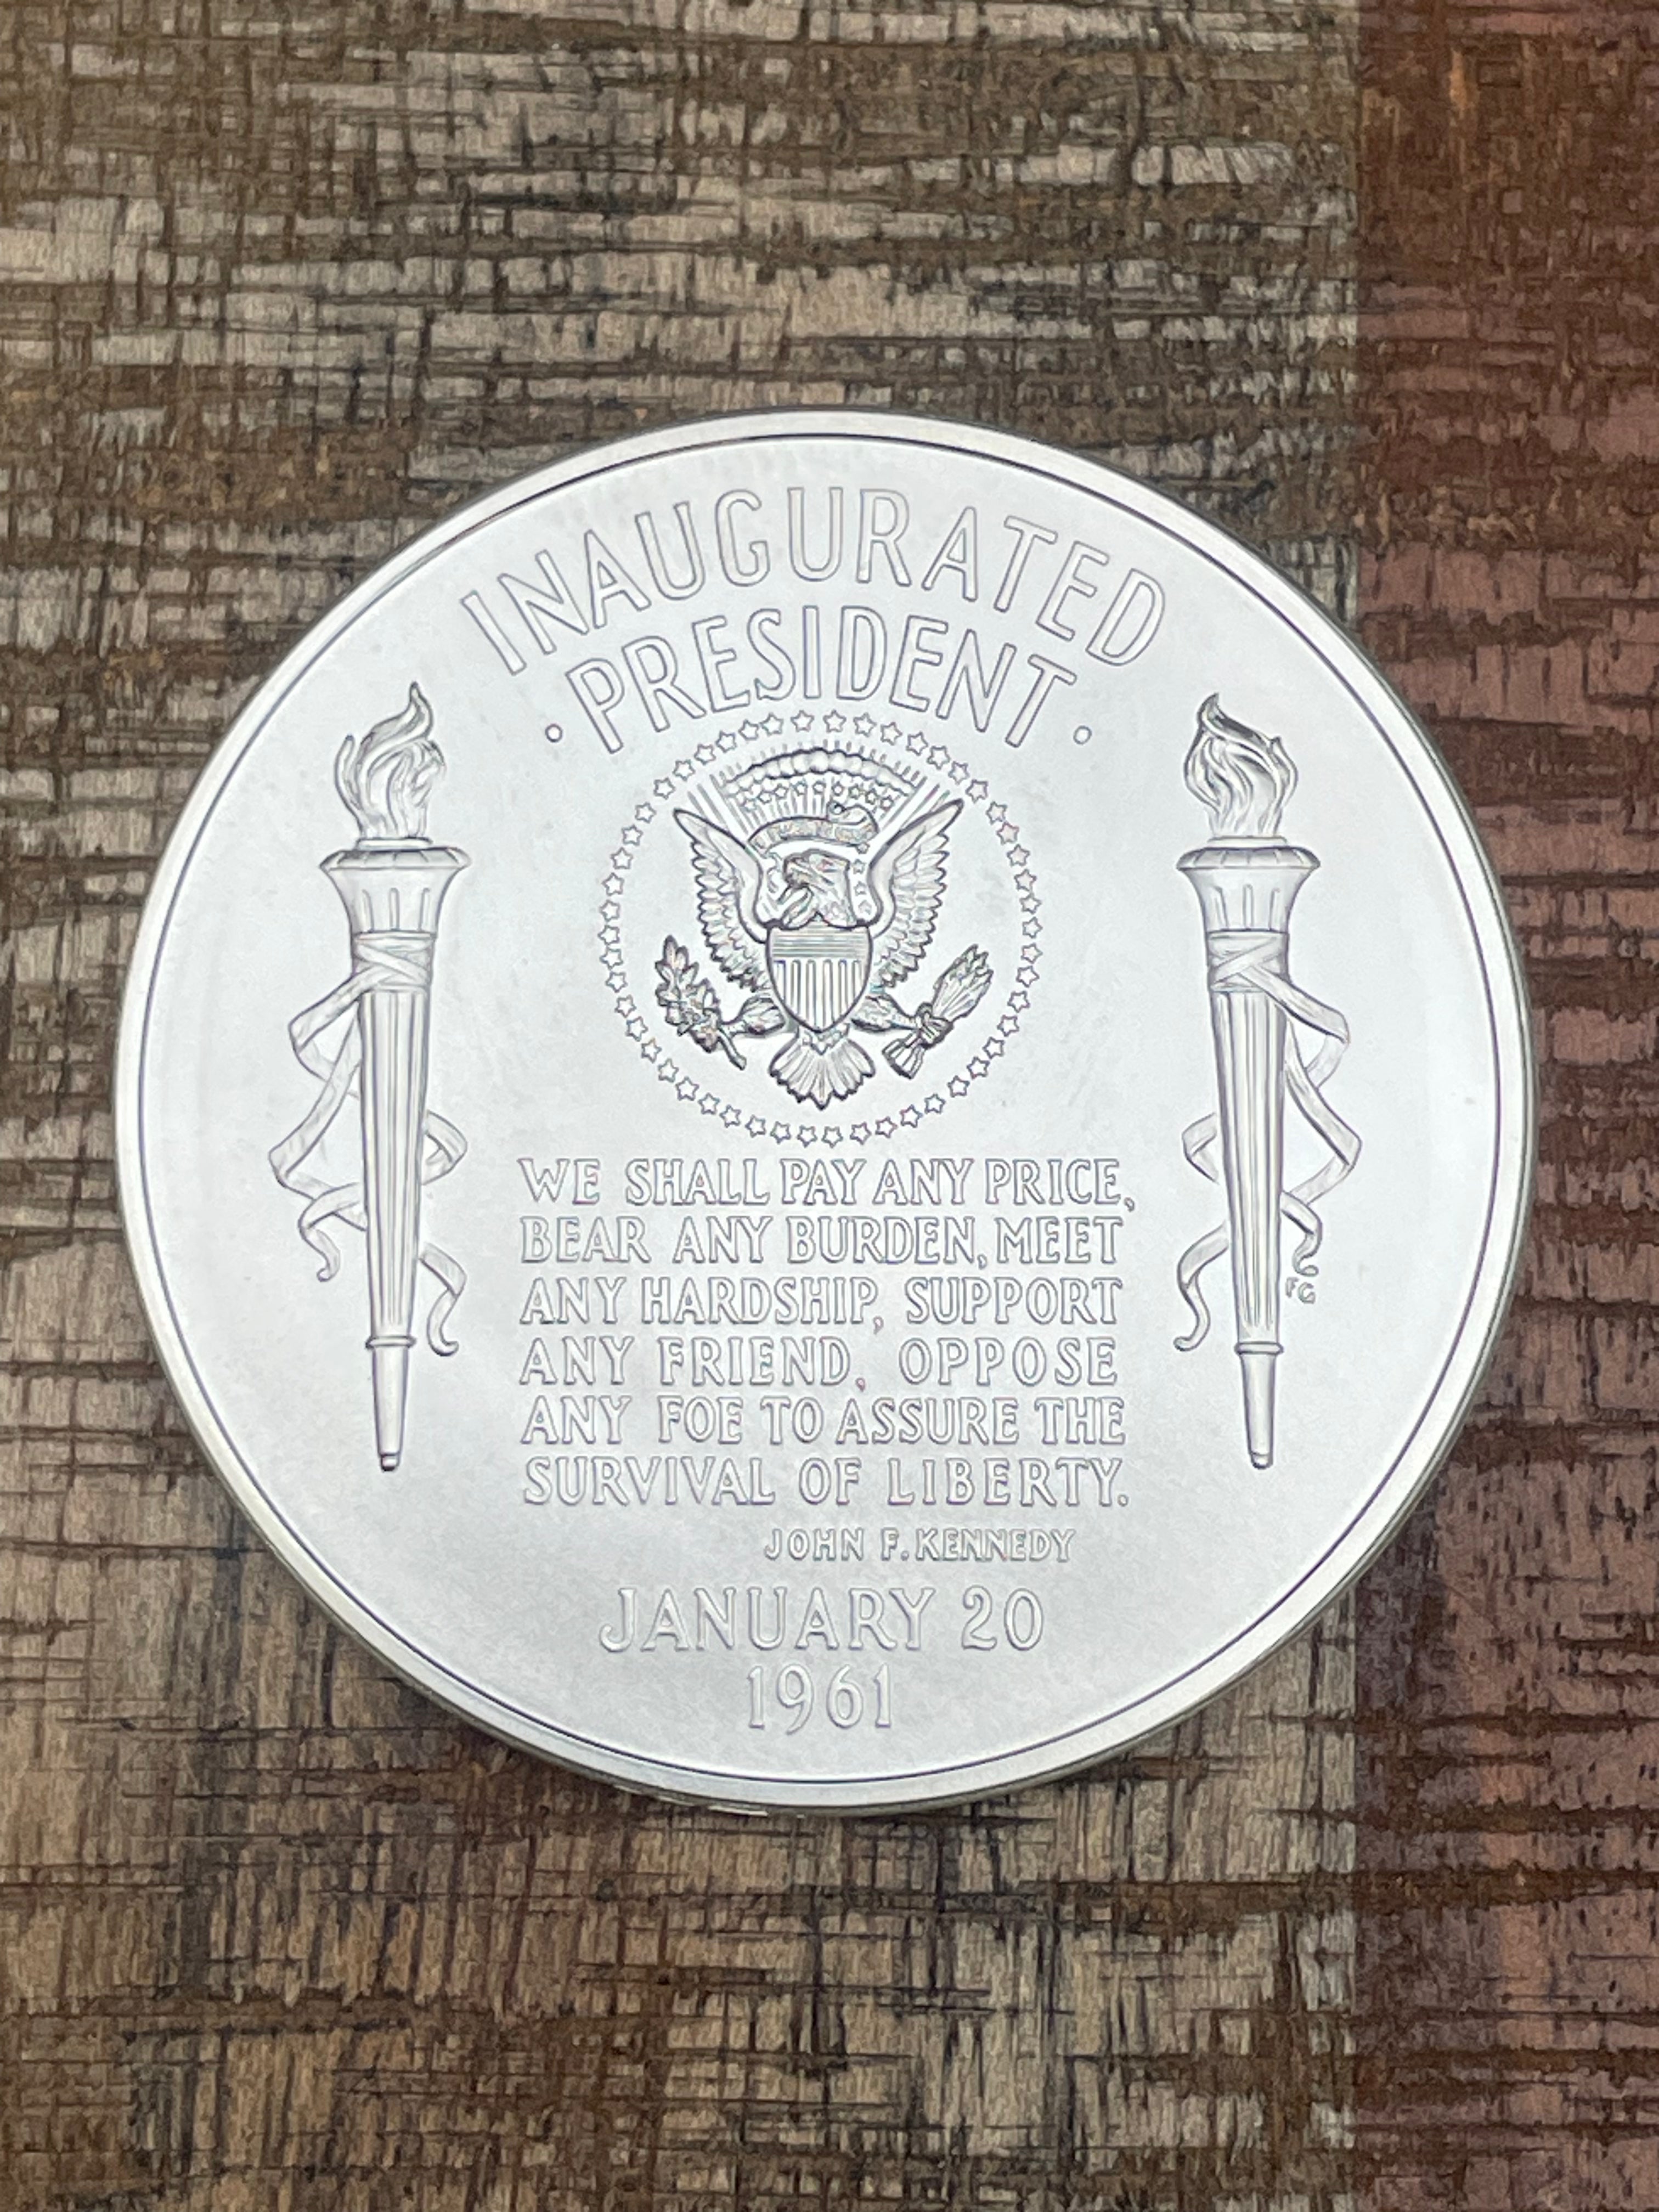 INAUGURATED
• PRESIDENT •
WE SHALL PAY ANY PRICE,
BEAR ANY BURDEN, MEET
ANY HARDSHIP, SUPPORT
ANY FRIEND, OPPOSE
ANY FOE TO ASSURE THE
SURVIVAL OF LIBERTY.
JOHN F. KENNEDY
FG
JANUARY 20
1961